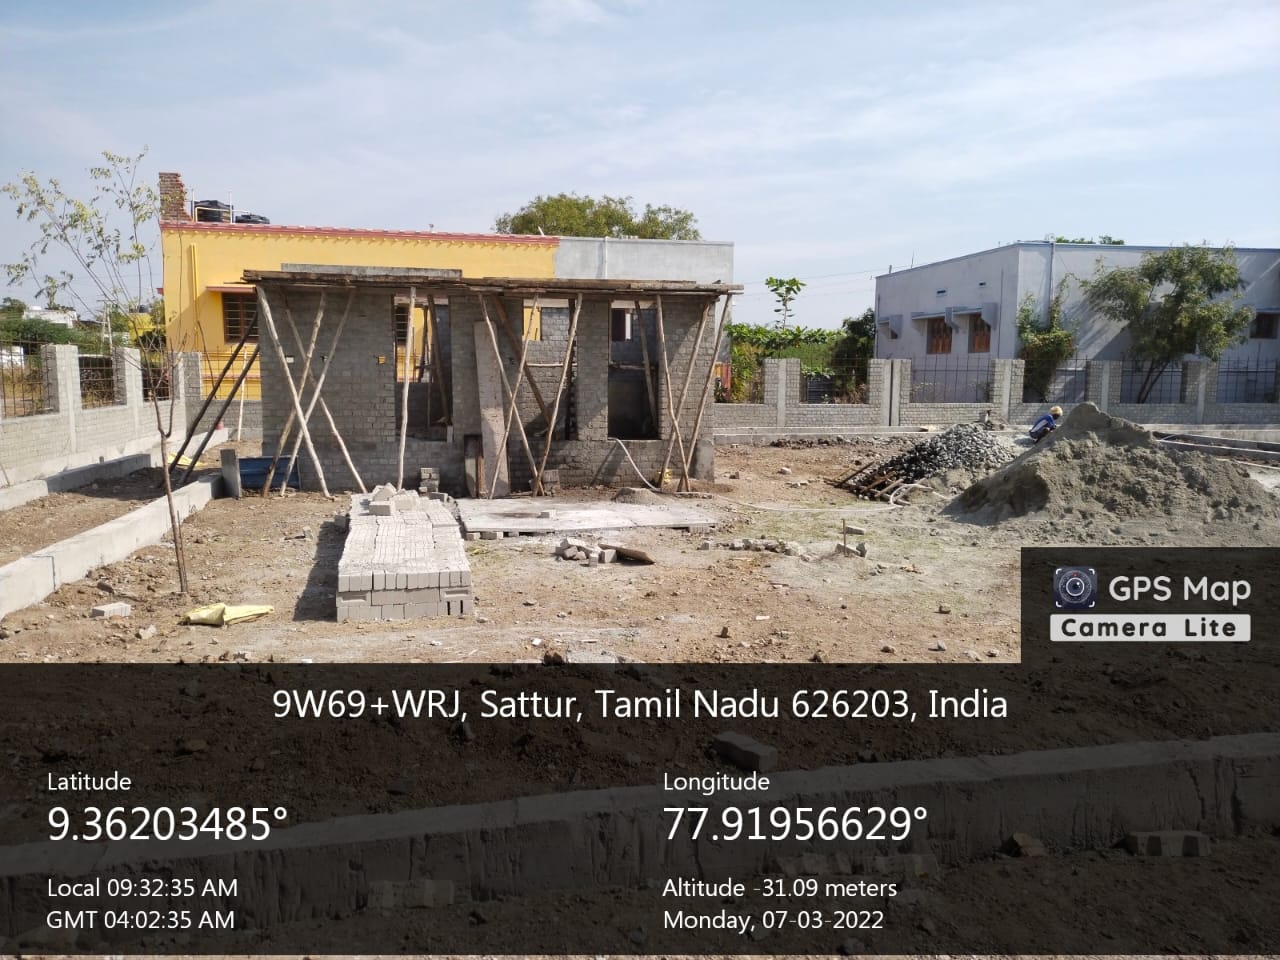 GPS Map
Camera Lite
9W69+WRJ, Sattur, Tamil Nadu 626203, India
Latitude
9.36203485°
Longitude
77.91956629°
Local 09:32:35 AM
GMT 04:02:35 AM
Altitude -31.09 meters
Monday, 07-03-2022